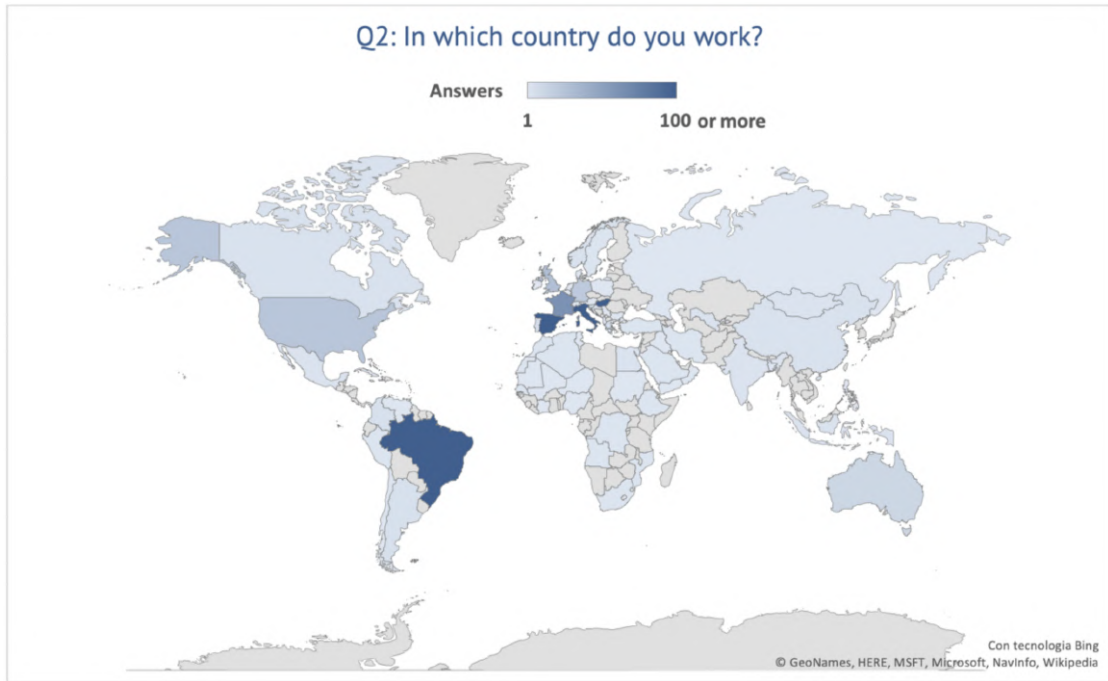 Q2: In which country do you work?
Answers
1 100 or more
Con tecnologia Bing
© GeoNames, HERE, MSFT, Microsoft, NavInfo, Wikipedia